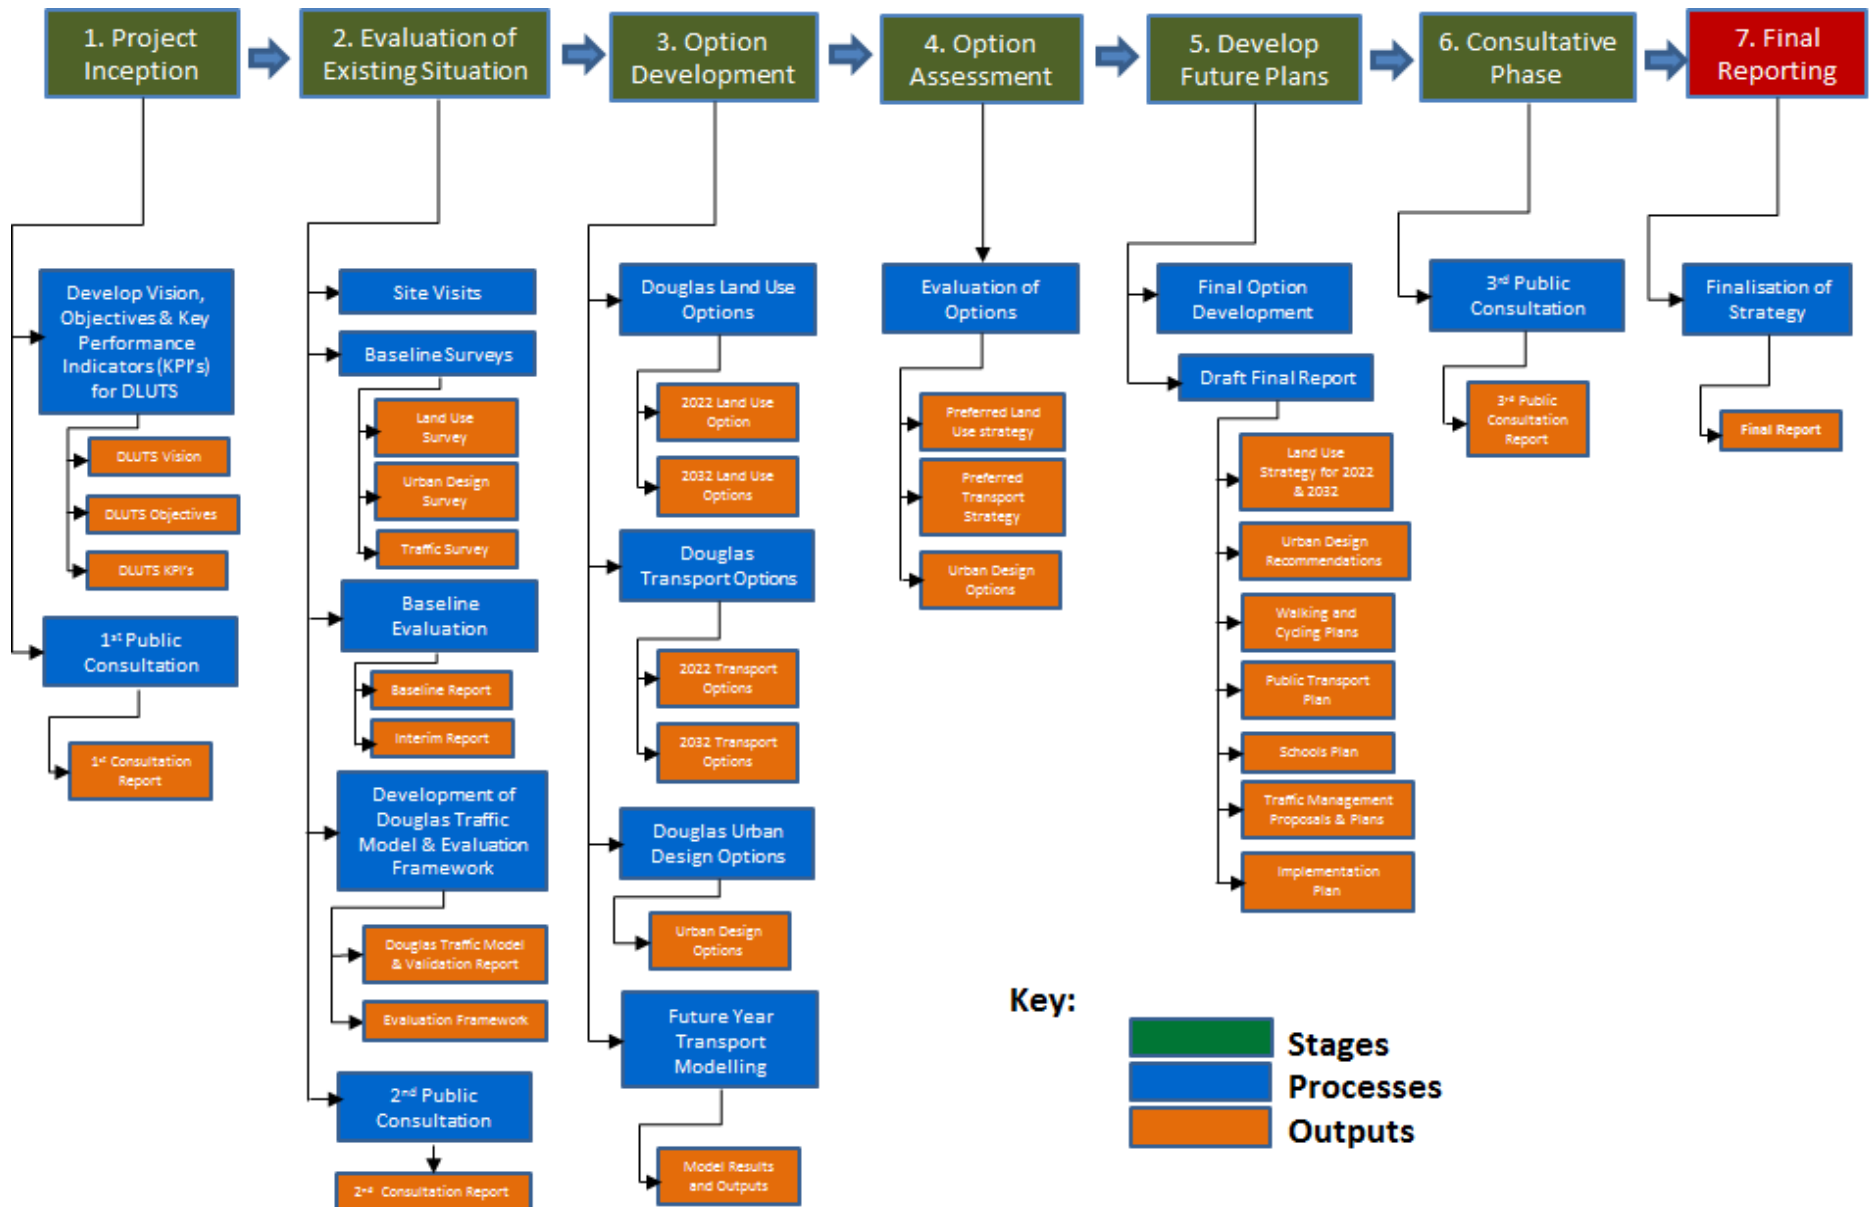 1. Project
Inception
2. Evaluation of
Existing Situation
3. Option
Development
4. Option
Assessment
5. Develop
Future Plans
6. Consultative
Phase
7. Final
Reporting
Develop Vision,
Objectives & Key
Performance
Indicators (KPI's)
for DLUTS
DLUTS Vision
DLUTS Objectives
DLUTS KPI's
1st Public
Consultation
1st Consultation
Report
Site Visits
Baseline Surveys
Land Use
Survey
Urban Design
Survey
Traffic Survey
Baseline
Evaluation
Baseline Report
Interim Report
Development of
Douglas Traffic
Model & Evaluation
Framework
Douglas Traffic Model
& Validation Report
Evaluation Framework
2nd Public
Consultation
2nd Consultation Report
Douglas Land Use
Options
2022 Land Use
Option
2032 Land Use
Options
Douglas
Transport Options
2022 Transport
Options
2032 Transport
Options
Douglas Urban
Design Options
Urban Design
Options
Future Year
Transport
Modelling
Model Results
and Outputs
Evaluation of
Options
Preferred Land
Use strategy
Preferred
Transport
Strategy
Urban Design
Options
Final Option
Development
Draft Final Report
Land Use
Strategy for 2022
& 2032
Urban Design
Recommendations
Walking and
Cycling Plans
Public Transport
Plan
Schools Plan
Traffic Management
Proposals & Plans
Implementation
Plan
3rd Public
Consultation
3rd Public
Consultation
Report
Finalisation of
Strategy
Final Report
Key:
Stages
Processes
Outputs